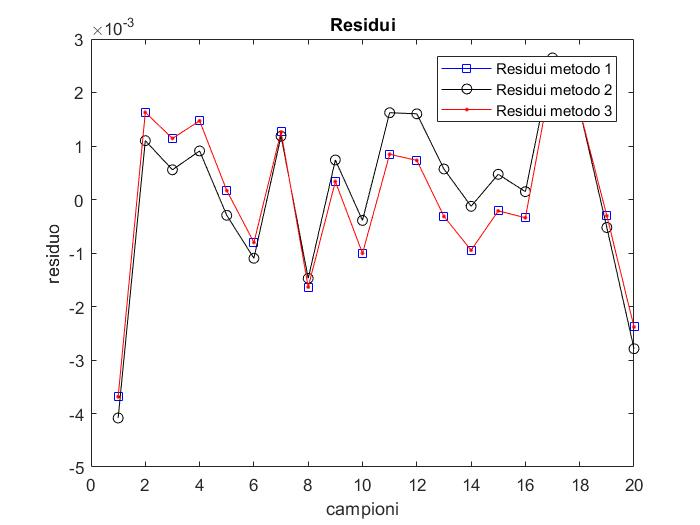 ×10-3
Residui
3
2
1
0
-1
-2
-3
-4
-5
residuo
Residui metodo 1
Residui metodo 2
Residui metodo 3
0 2 4 6 8 10 12 14 16 18 20
campioni